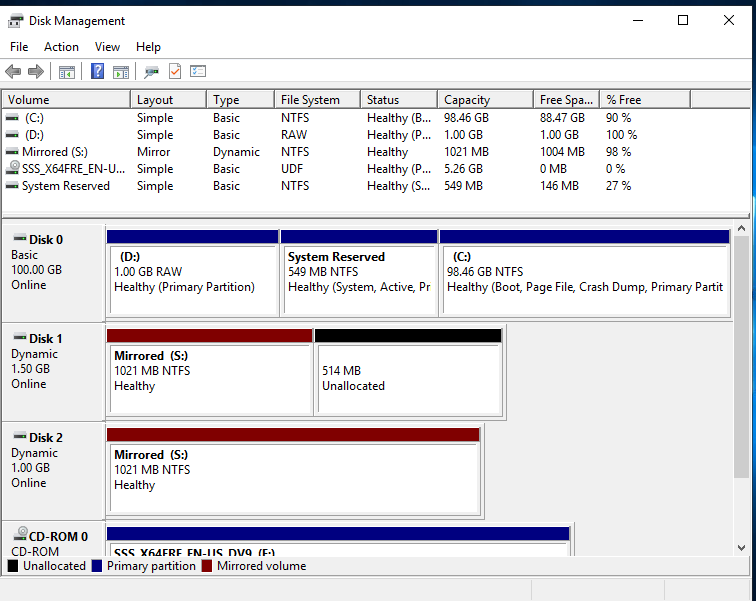 Disk Management
File Action View Help
Volume Layout Type File System Status Capacity Free Spa... % Free
(C:) Simple Basic NTFS Healthy (B... 98.46 GB 88.47 GB 90 %
(D:) Simple Basic RAW Healthy (P... 1.00 GB 1.00 GB 100 %
Mirrored (S:) Mirror Dynamic NTFS Healthy 1021 MB 1004 MB 98 %
SSS_X64FRE_EN-U... Simple Basic UDF Healthy (P... 5.26 GB 0 MB 0 %
System Reserved Simple Basic NTFS Healthy (S... 549 MB 146 MB 27 %
Disk 0
Basic
100.00 GB
Online
(D:)
1.00 GB RAW
Healthy (Primary Partition)
System Reserved
549 MB NTFS
Healthy (System, Active, Pr
(C:)
98.46 GB NTFS
Healthy (Boot, Page File, Crash Dump, Primary Partit
Disk 1
Dynamic
1.50 GB
Online
Mirrored (S:)
1021 MB NTFS
Healthy
514 MB
Unallocated
Disk 2
Dynamic
1.00 GB
Online
Mirrored (S:)
1021 MB NTFS
Healthy
CD-ROM 0
CD-ROM
SSS_X64FRE_EN-US_DV9 (E:)
Unallocated Primary partition Mirrored volume